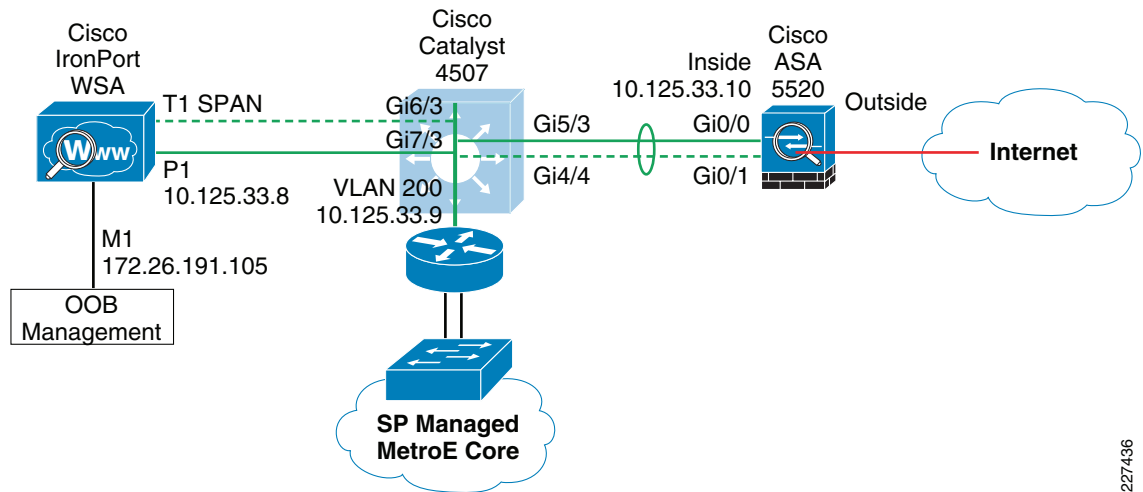 Cisco
IronPort
WSA
Cisco
Catalyst
4507
Cisco
ASA
5520
Inside
10.125.33.10
T1 SPAN
Gi6/3
Gi7/3
Gi5/3
Gi0/0
Outside
Www
P1
10.125.33.8
VLAN 200
10.125.33.9
Gi4/4
Gi0/1
Internet
M1
172.26.191.105
OOB
Management
SP Managed
MetroE Core
227436